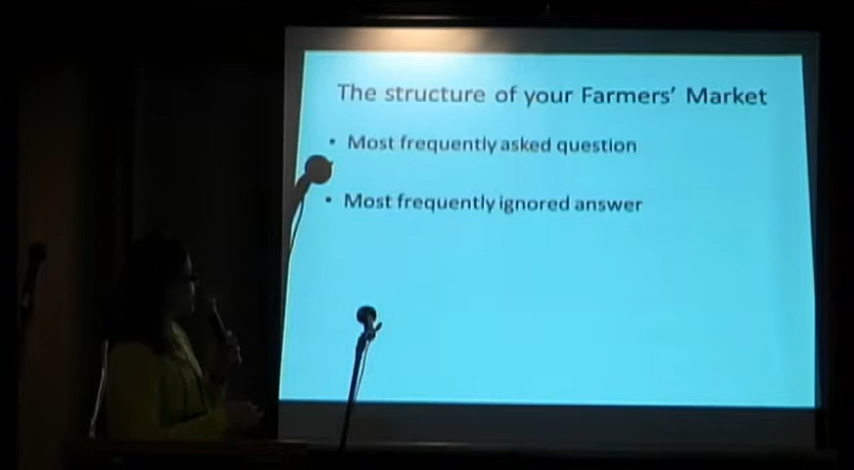 The structure of your Farmers' Market
• Most frequently asked question
• Most frequently ignored answer